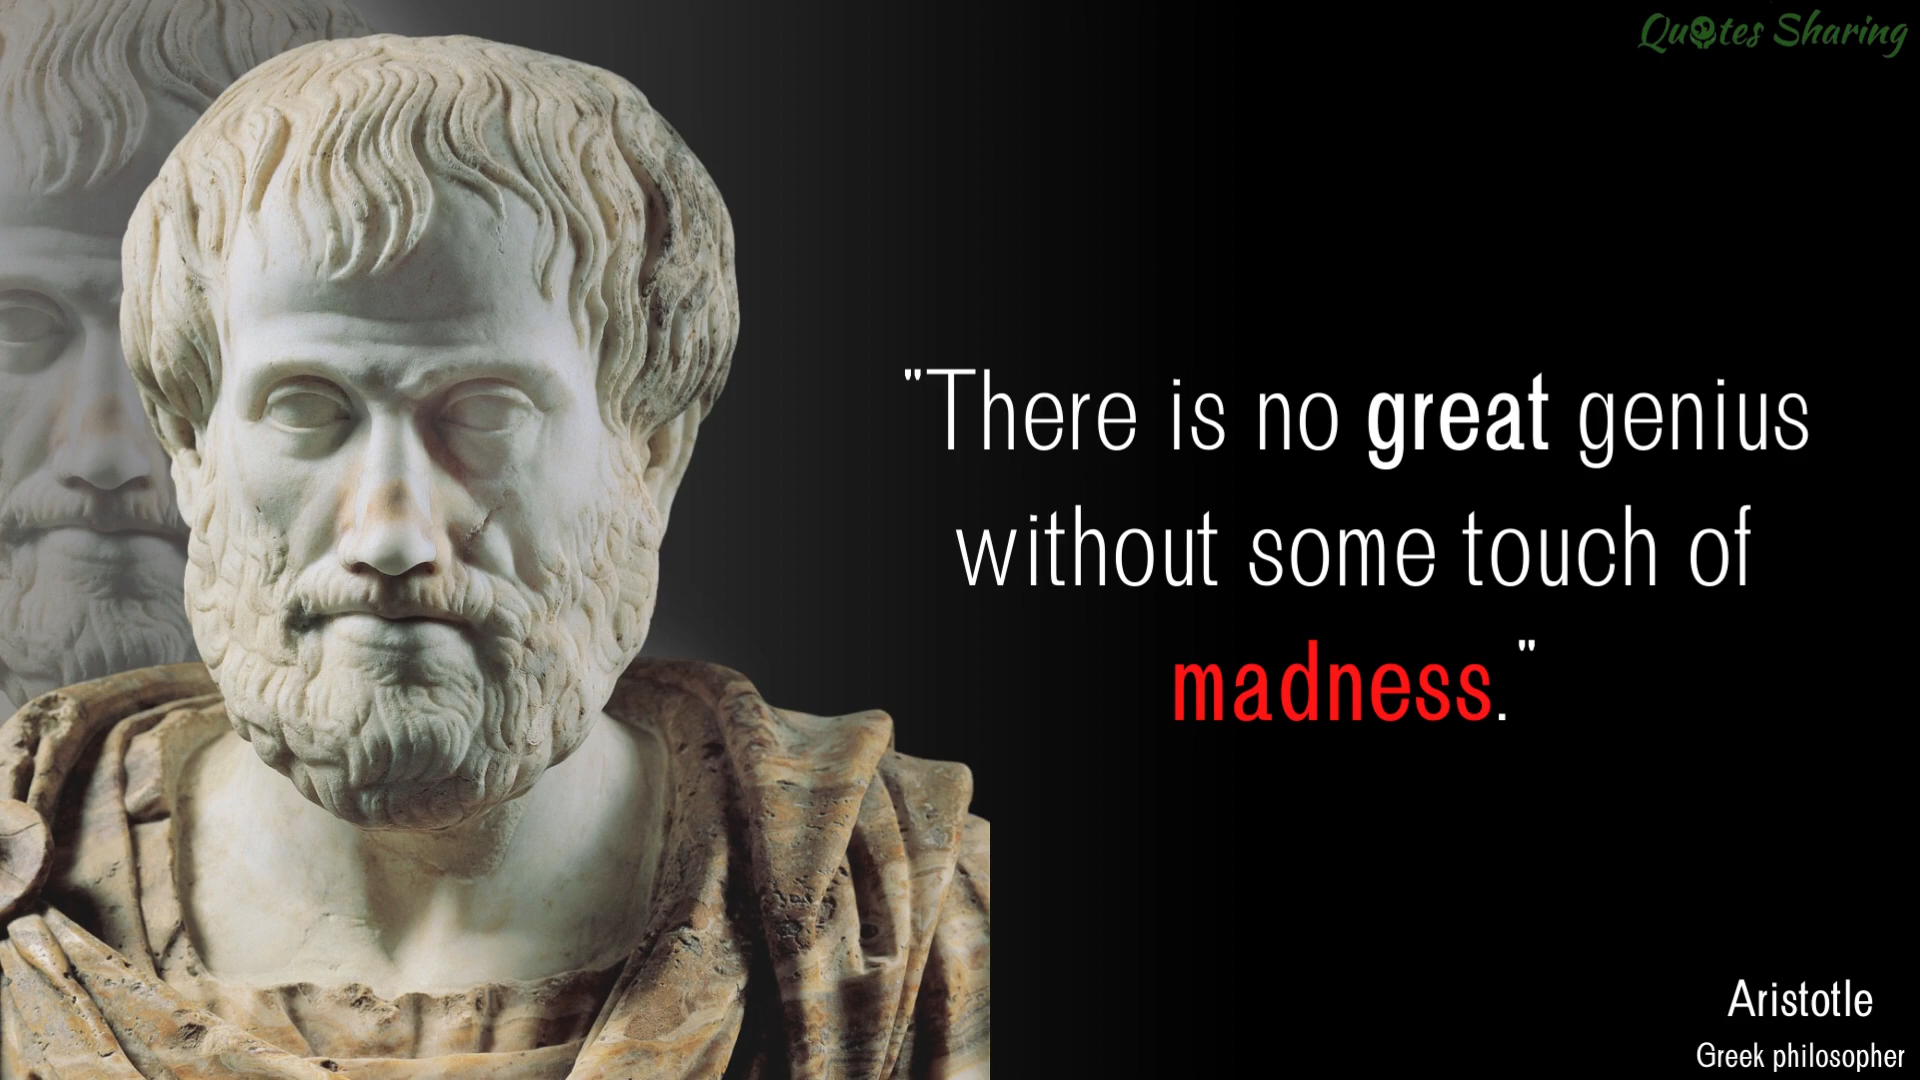 Quotes Sharing
"There is no great genius
without some touch of
madness."
Aristotle
Greek philosopher